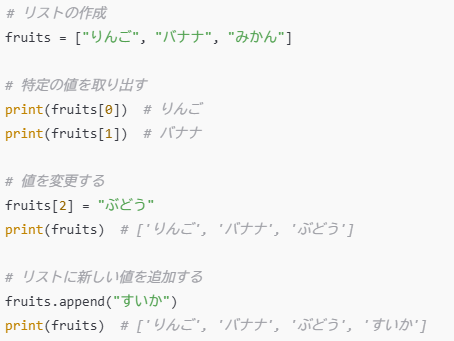 # リストの作成
fruits = ["りんご", "バナナ", "みかん"]
# 特定の値を取り出す
print(fruits[0])  # りんご
print(fruits[1])  # バナナ
# 値を変更する
fruits[2] = "ぶどう"
print(fruits)  # ['りんご', 'バナナ', 'ぶどう']
# リストに新しい値を追加する
fruits.append("すいか")
print(fruits)  # ['りんご', 'バナナ', 'ぶどう', 'すいか']